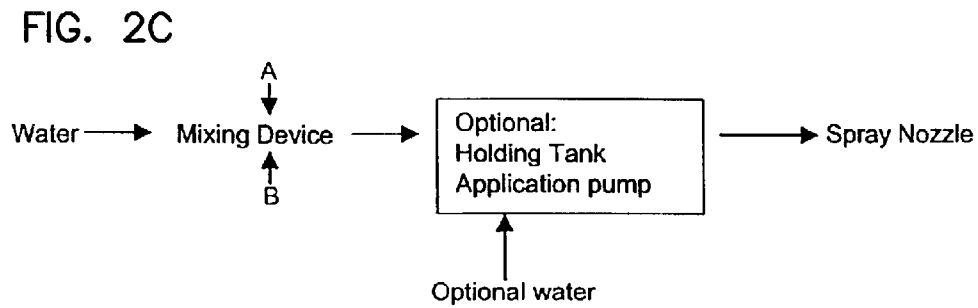 FIG. 2C
A
Water
Mixing Device
B
Optional:
Holding Tank
Application pump
Spray Nozzle
Optional water